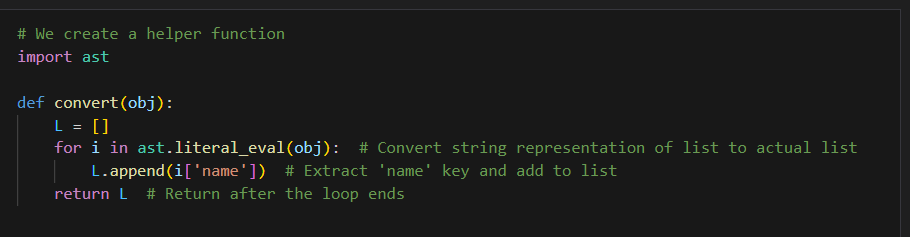 # We create a helper function
import ast
def convert(obj):
    L = []
    for i in ast.literal_eval(obj):  # Convert string representation of list to actual list
        L.append(i['name'])  # Extract 'name' key and add to list
    return L  # Return after the loop ends